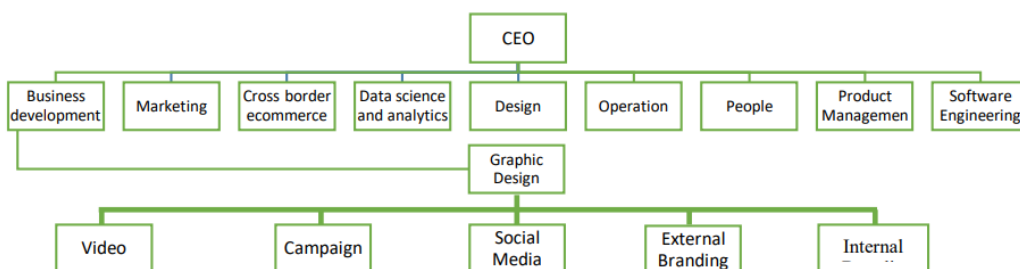 CEO
Business
development
Marketing
Cross border
ecommerce
Data science
and analytics
Design
Operation
People
Product
Managemen
Software
Engineering
Graphic
Design
Video
Campaign
Social
Media
External
Branding
Internal